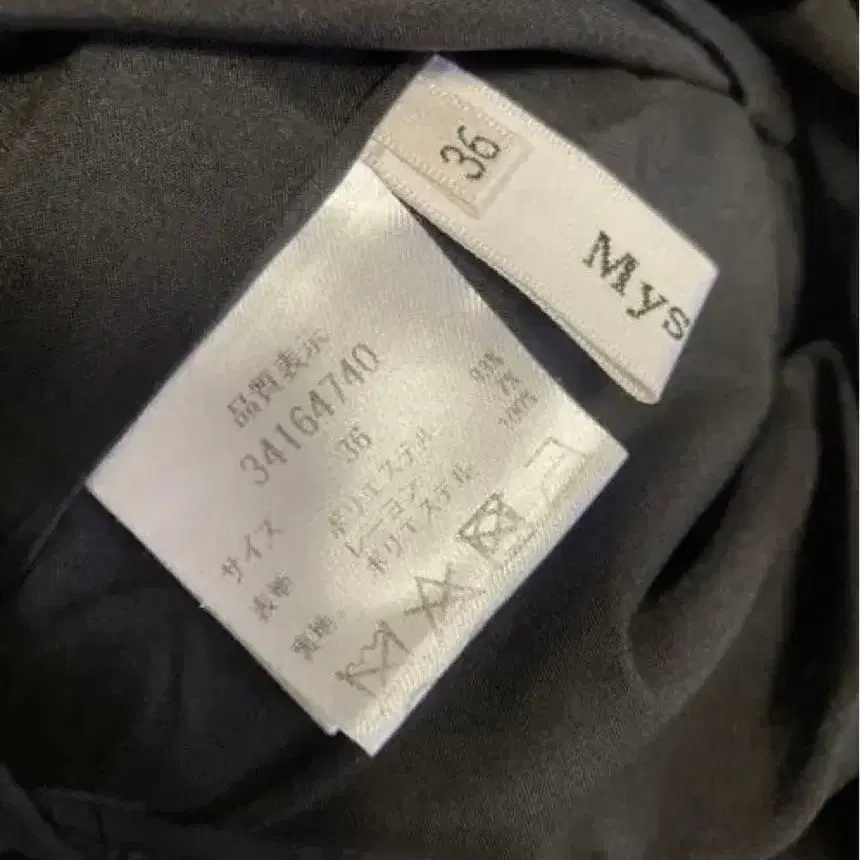 36
Mys
品質表示
34164740
サイズ 36
表地 ポリエステル 93%
レーヨン 7%
裏地 ポリエステル 100%